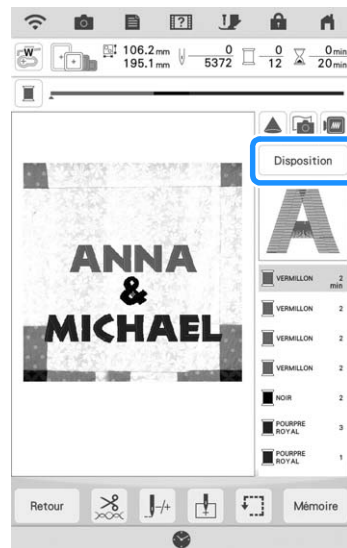 W
106.2 mm
195.1 mm
0
5372
0
12
0 min
20 min
Disposition
A
ANNA
&
MICHAEL
VERMILLON 2 min
VERMILLON 2
VERMILLON 2
VERMILLON 2
NOIR 2
POURPRE ROYAL 3
POURPRE ROYAL 1
Retour
-/+
Mémoire